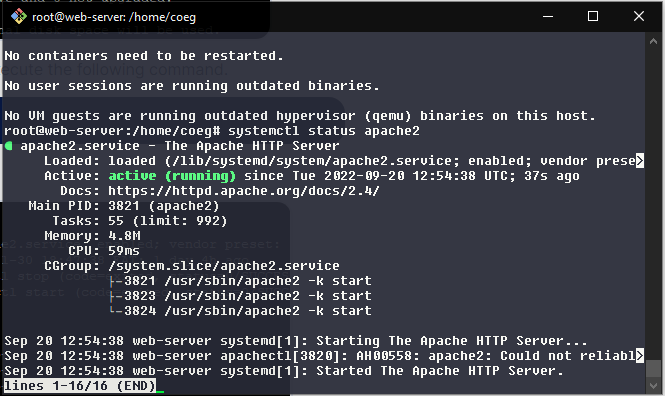 root@web-server: /home/coeg
No containers need to be restarted.
No user sessions are running outdated binaries.
No VM guests are running outdated hypervisor (qemu) binaries on this host.
root@web-server:/home/coeg# systemctl status apache2
● apache2.service - The Apache HTTP Server
Loaded: loaded (/lib/systemd/system/apache2.service; enabled; vendor prese>
Active: active (running) since Tue 2022-09-20 12:54:38 UTC; 37s ago
Docs: https://httpd.apache.org/docs/2.4/
Main PID: 3821 (apache2)
Tasks: 55 (limit: 992)
Memory: 4.8M
CPU: 59ms
CGroup: /system.slice/apache2.service
├─3821 /usr/sbin/apache2 -k start
├─3823 /usr/sbin/apache2 -k start
└─3824 /usr/sbin/apache2 -k start
Sep 20 12:54:38 web-server systemd[1]: Starting The Apache HTTP Server...
Sep 20 12:54:38 web-server apachectl[3820]: AH00558: apache2: Could not reliabl>
Sep 20 12:54:38 web-server systemd[1]: Started The Apache HTTP Server.
lines 1-16/16 (END)